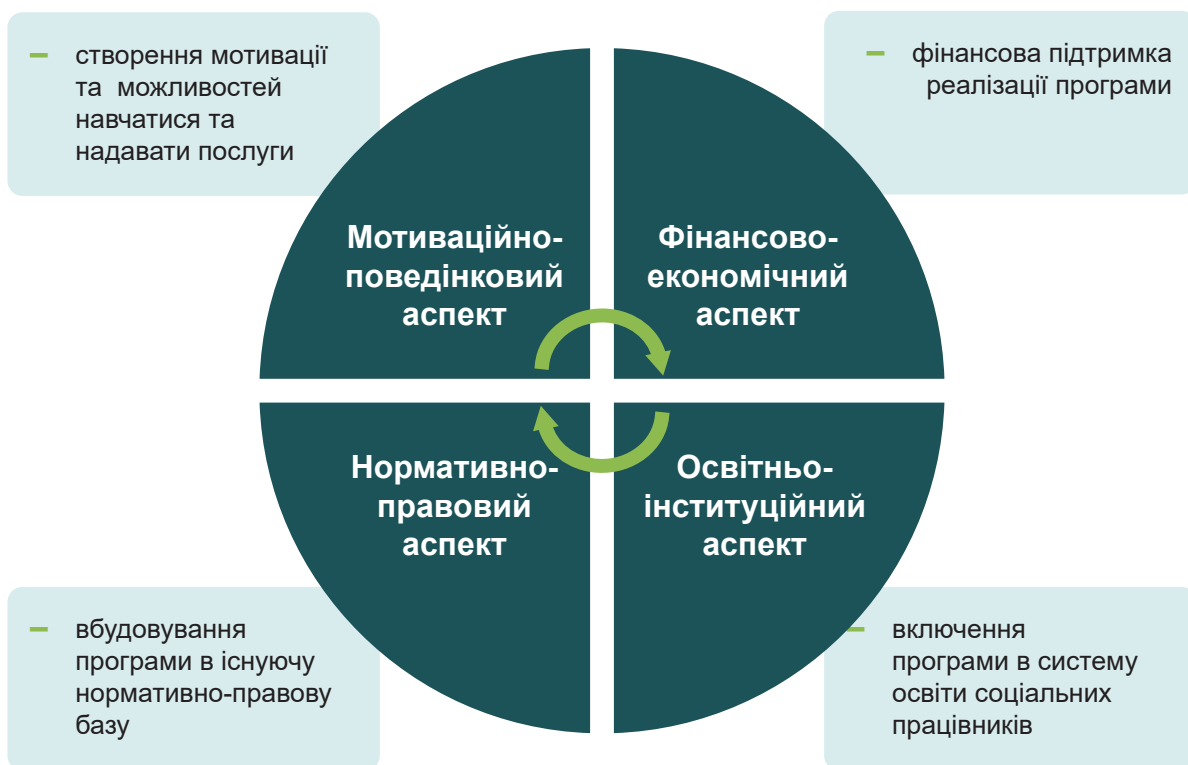 – створення мотивації
та можливостей
навчатися та
надавати послуги
– фінансова підтримка
реалізації програми
Мотиваційно-
поведінковий
аспект
Фінансово-
економічний
аспект
Нормативно-
правовий
аспект
Освітньо-
інституційний
аспект
– вбудовування
програми в існуючу
нормативно-правову
базу
– включення
програми в систему
освіти соціальних
працівників